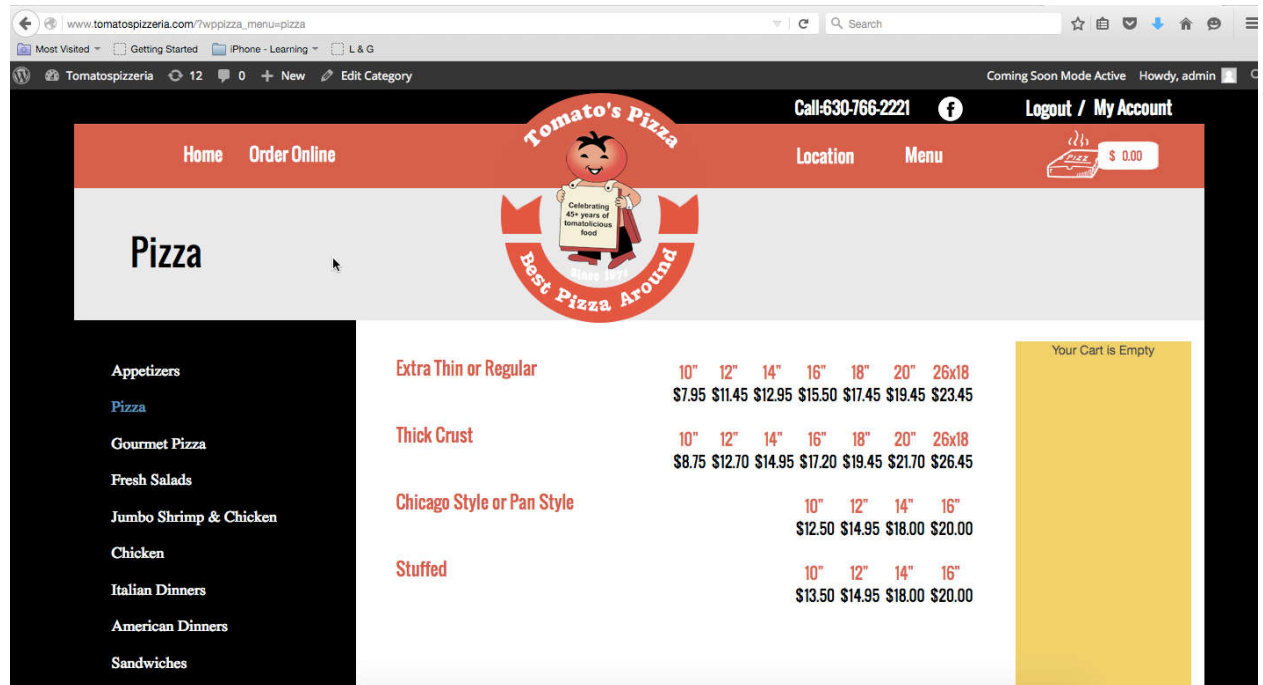 www.tomatospizzeria.com/?wppizza_menu=pizza
Search
Most Visited
Getting Started
iPhone - Learning
L & G
Tomatospizzeria
12
0
New
Edit Category
Coming Soon Mode Active
Howdy, admin
Call:630-766-2221
Logout / My Account
Home
Order Online
Tomato's Pizza
Location
Menu
PIZZ
$ 0.00
Celebrating
45+ years of
tomatolicious
food
Pizza
Best Pizza Around
Appetizers
Pizza
Gourmet Pizza
Fresh Salads
Jumbo Shrimp & Chicken
Chicken
Italian Dinners
American Dinners
Sandwiches
Extra Thin or Regular
10" 12" 14" 16" 18" 20" 26x18
$7.95 $11.45 $12.95 $15.50 $17.45 $19.45 $23.45
Thick Crust
10" 12" 14" 16" 18" 20" 26x18
$8.75 $12.70 $14.95 $17.20 $19.45 $21.70 $26.45
Chicago Style or Pan Style
10" 12" 14" 16"
$12.50 $14.95 $18.00 $20.00
Stuffed
10" 12" 14" 16"
$13.50 $14.95 $18.00 $20.00
Your Cart is Empty